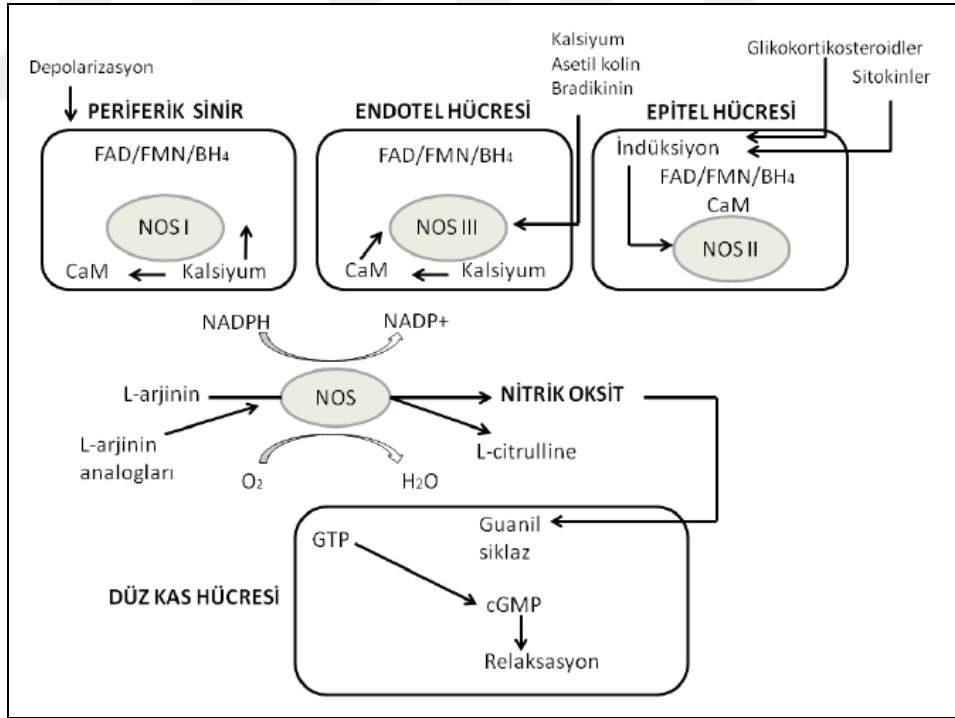 Depolarizasyon
PERİFERİK SİNİR
FAD/FMN/BH₄
NOS I
CaM
Kalsiyum
Kalsiyum
Asetil kolin
Bradikinin
ENDOTEL HÜCRESİ
FAD/FMN/BH₄
NOS III
CaM
Kalsiyum
Glikokortikosteroidler
Sitokinler
EPİTEL HÜCRESİ
İndüksiyon
FAD/FMN/BH₄
CaM
NOS II
NADPH
NADP+
L-arjinin
NOS
NİTRİK OKSİT
L-arjinin
analogları
L-citrulline
O₂
H₂O
DÜZ KAS HÜCRESİ
GTP
Guanil
siklaz
cGMP
Relaksasyon